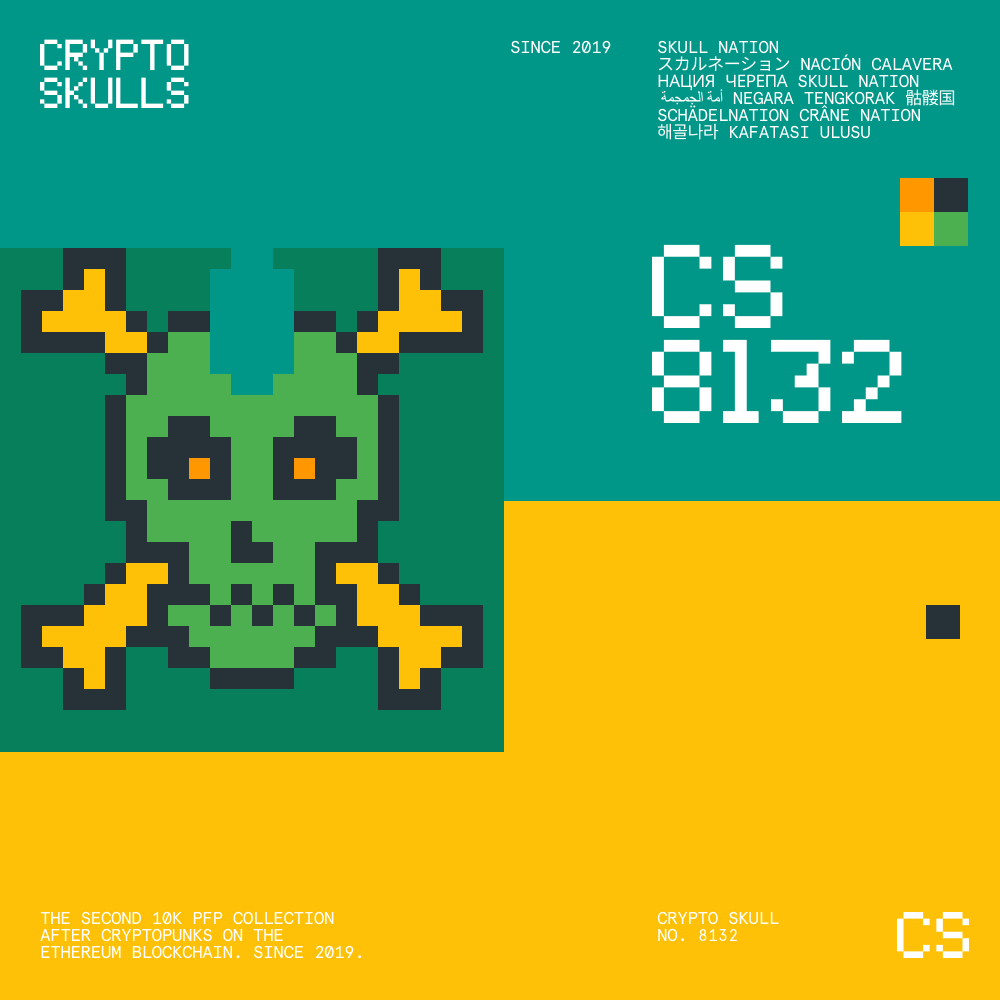 CRYPTO
SKULLS
SINCE 2019
SKULL NATION
スカルネーション NACIÓN CALAVERA
НАЦИЯ ЧЕРЕПА SKULL NATION
أمة الجمجمة NEGARA TENGKORAK 骷髅国
SCHÄDELNATION CRÂNE NATION
해골나라 KAFATASI ULUSU
CS
8132
THE SECOND 10K PFP COLLECTION
AFTER CRYPTOPUNKS ON THE
ETHEREUM BLOCKCHAIN. SINCE 2019.
CRYPTO SKULL
NO. 8132
CS